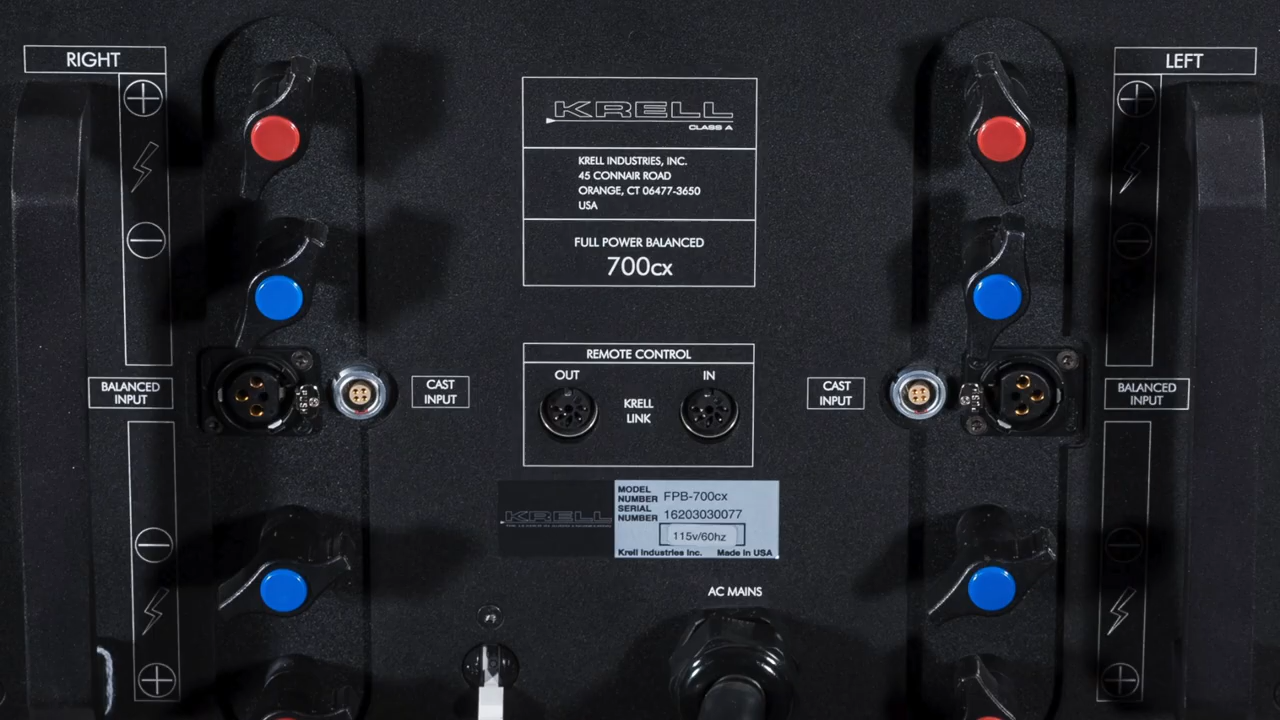 RIGHT
LEFT
KRELL
CLASS A
KRELL INDUSTRIES, INC.
45 CONNAIR ROAD
ORANGE, CT 06477-3650
USA
FULL POWER BALANCED
700cx
REMOTE CONTROL
OUT
IN
KRELL
LINK
BALANCED
INPUT
CAST
INPUT
CAST
INPUT
BALANCED
INPUT
PUSH
PUSH
KRELL
MODEL
NUMBER FPB-700cx
SERIAL
NUMBER 16203030077
115v/60hz
Krell Industries Inc. Made in USA
AC MAINS